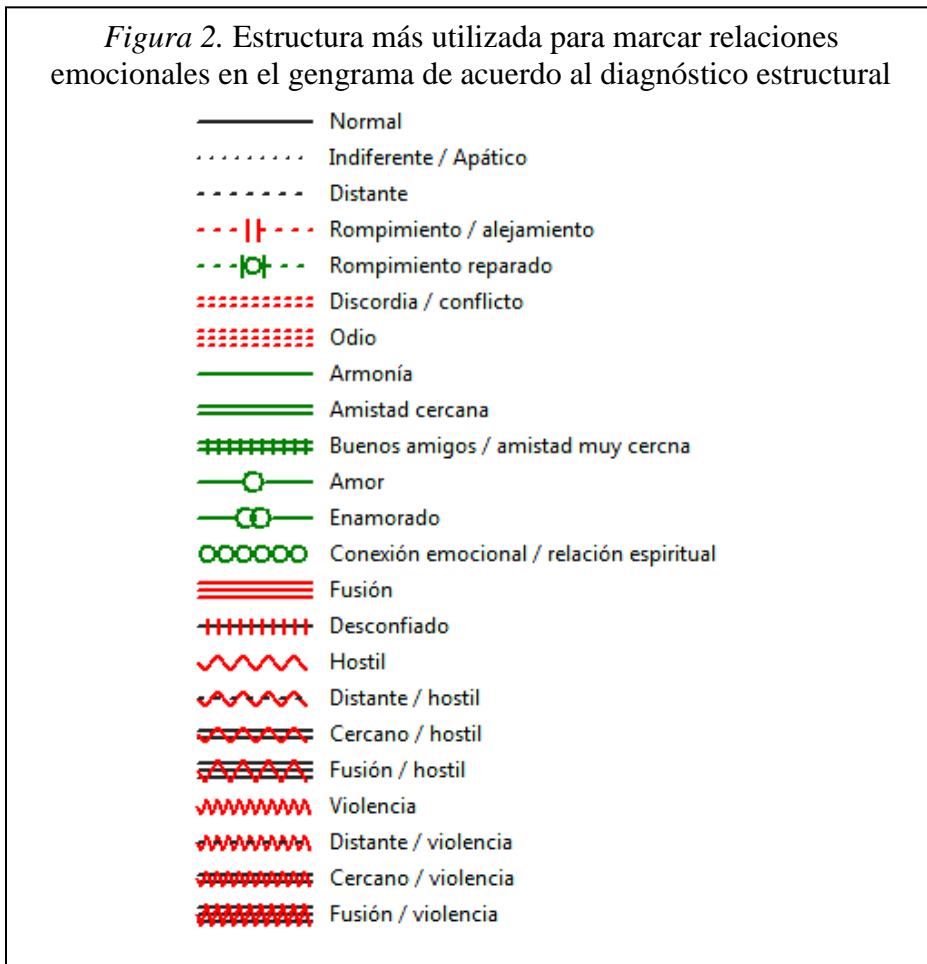 Figura 2. Estructura más utilizada para marcar relaciones
emocionales en el gengrama de acuerdo al diagnóstico estructural
Normal
Indiferente / Apático
Distante
Rompimiento / alejamiento
Rompimiento reparado
Discordia / conflicto
Odio
Armonía
Amistad cercana
Buenos amigos / amistad muy cercna
Amor
Enamorado
Conexión emocional / relación espiritual
Fusión
Desconfiado
Hostil
Distante / hostil
Cercano / hostil
Fusión / hostil
Violencia
Distante / violencia
Cercano / violencia
Fusión / violencia